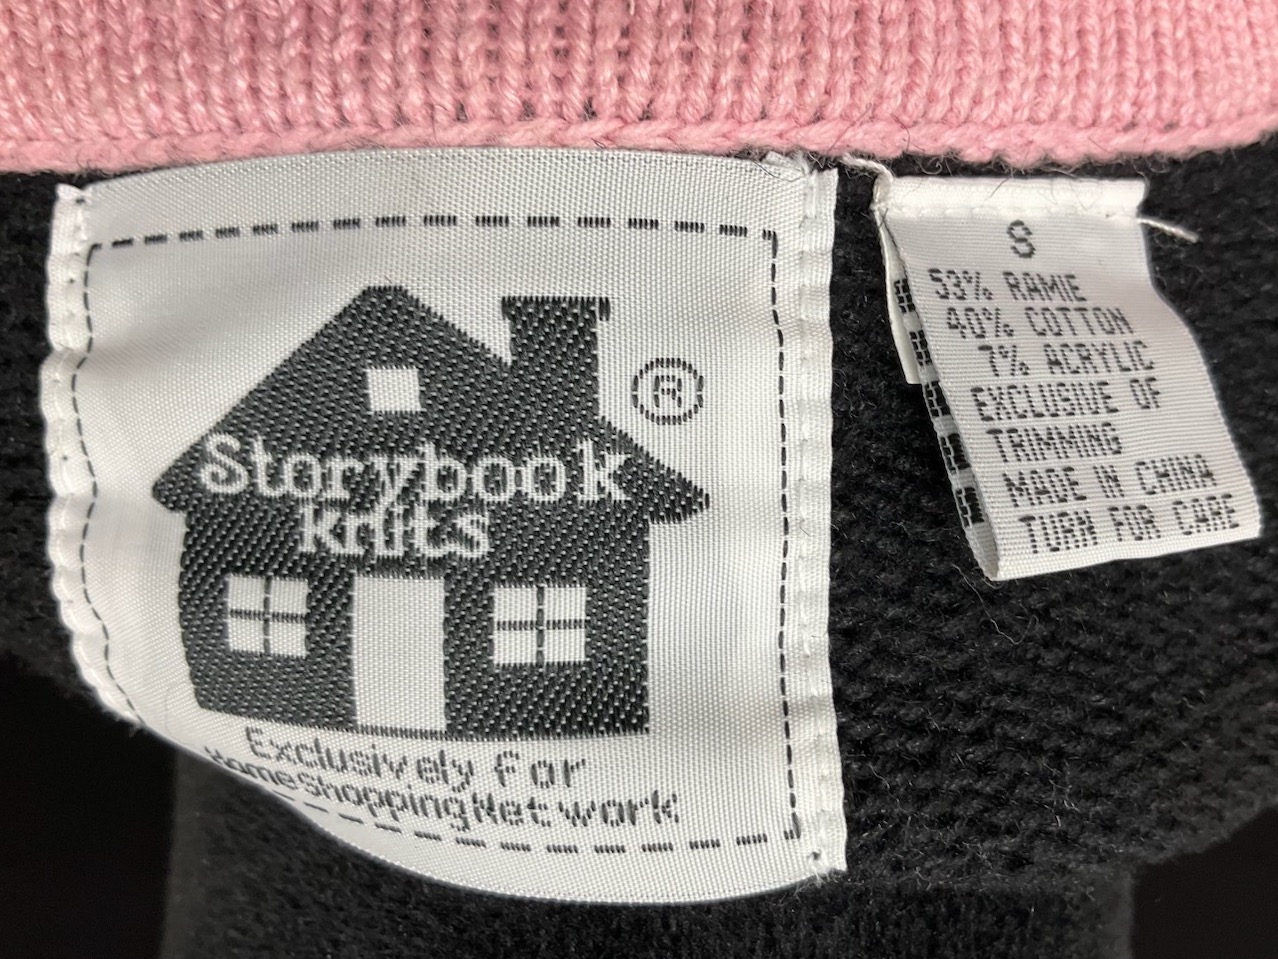 Storybook
knits
®
Exclusively for
HomeShoppingNetwork
S
53% RAMIE
40% COTTON
7% ACRYLIC
EXCLUSIVE OF
TRIMMING
MADE IN CHINA
TURN FOR CARE